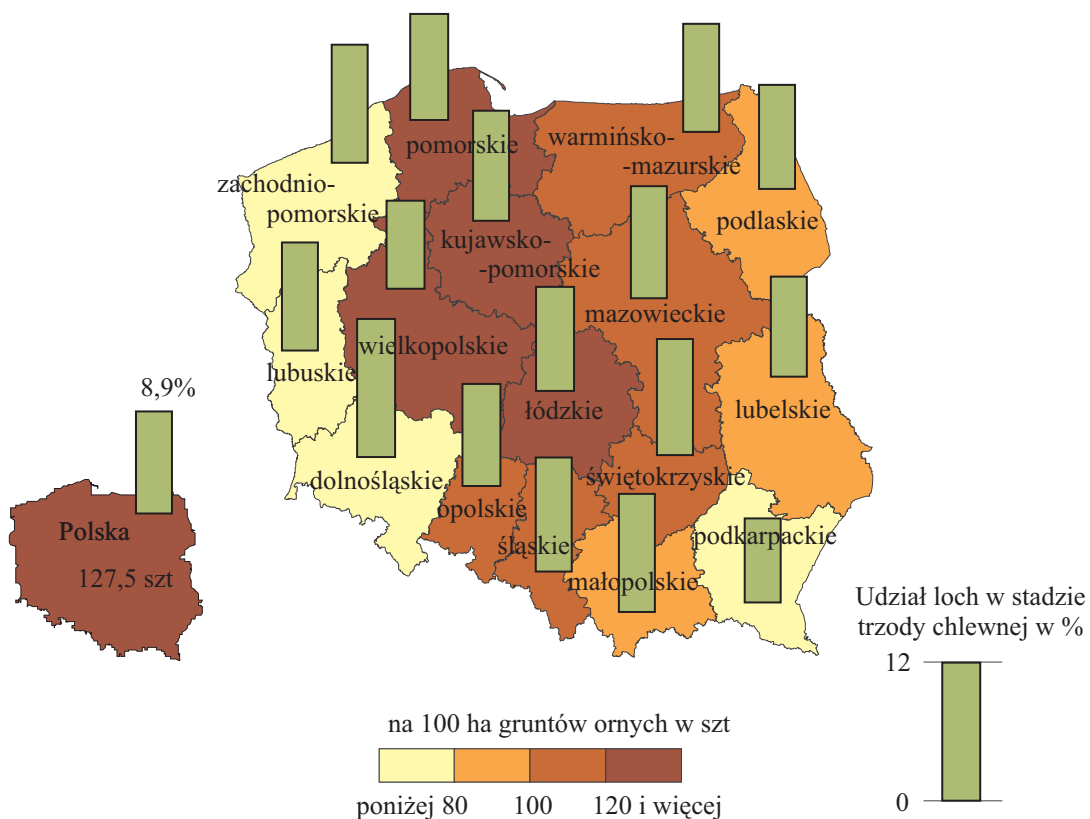 pomorskie
warmińsko-
-mazurskie
zachodnio-
pomorskie
podlaskie
kujawsko-
-pomorskie
mazowieckie
wielkopolskie
lubuskie
8,9%
łódzkie
lubelskie
dolnośląskie
świętokrzyskie
opolskie
Polska
śląskie
podkarpackie
127,5 szt
małopolskie
Udział loch w stadzie
trzody chlewnej w %
12
0
na 100 ha gruntów ornych w szt
poniżej 80 100 120 i więcej